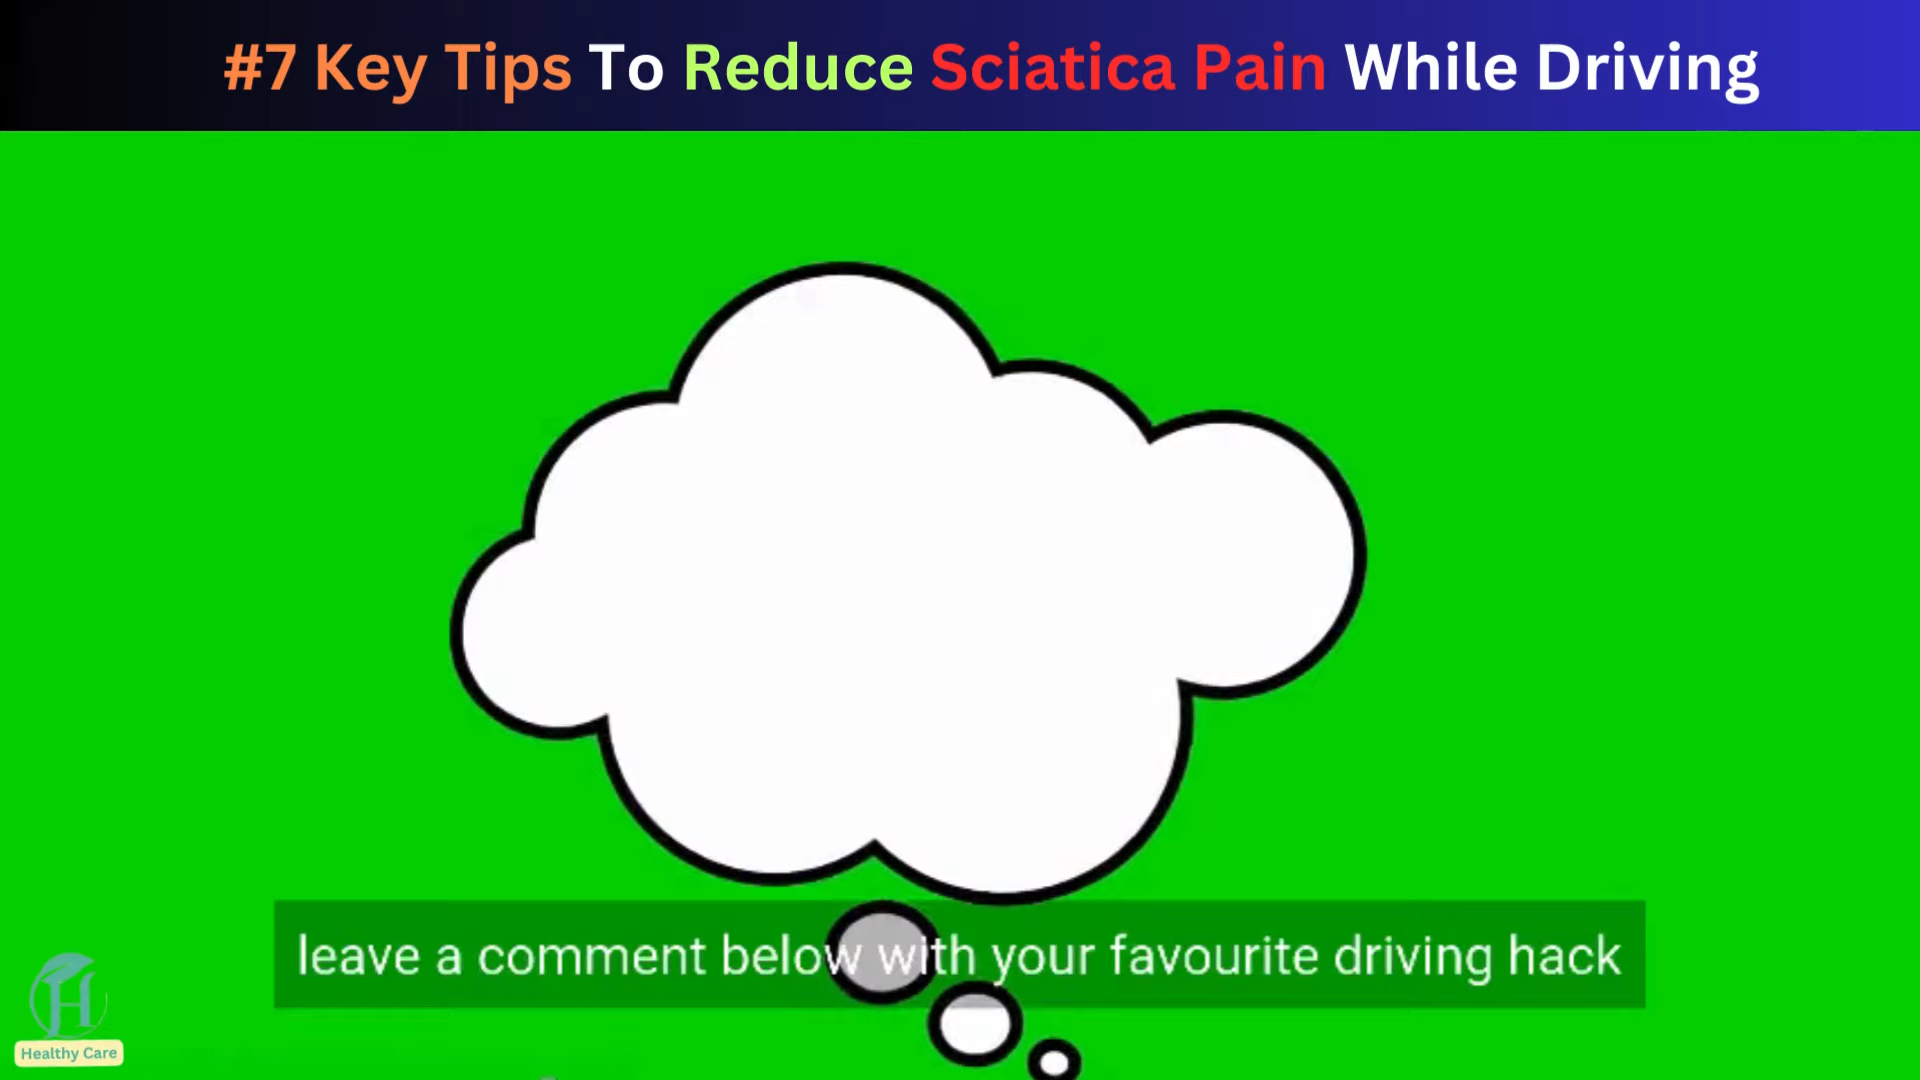 #7 Key Tips To Reduce Sciatica Pain While Driving
leave a comment below with your favourite driving hack
H
Healthy Care